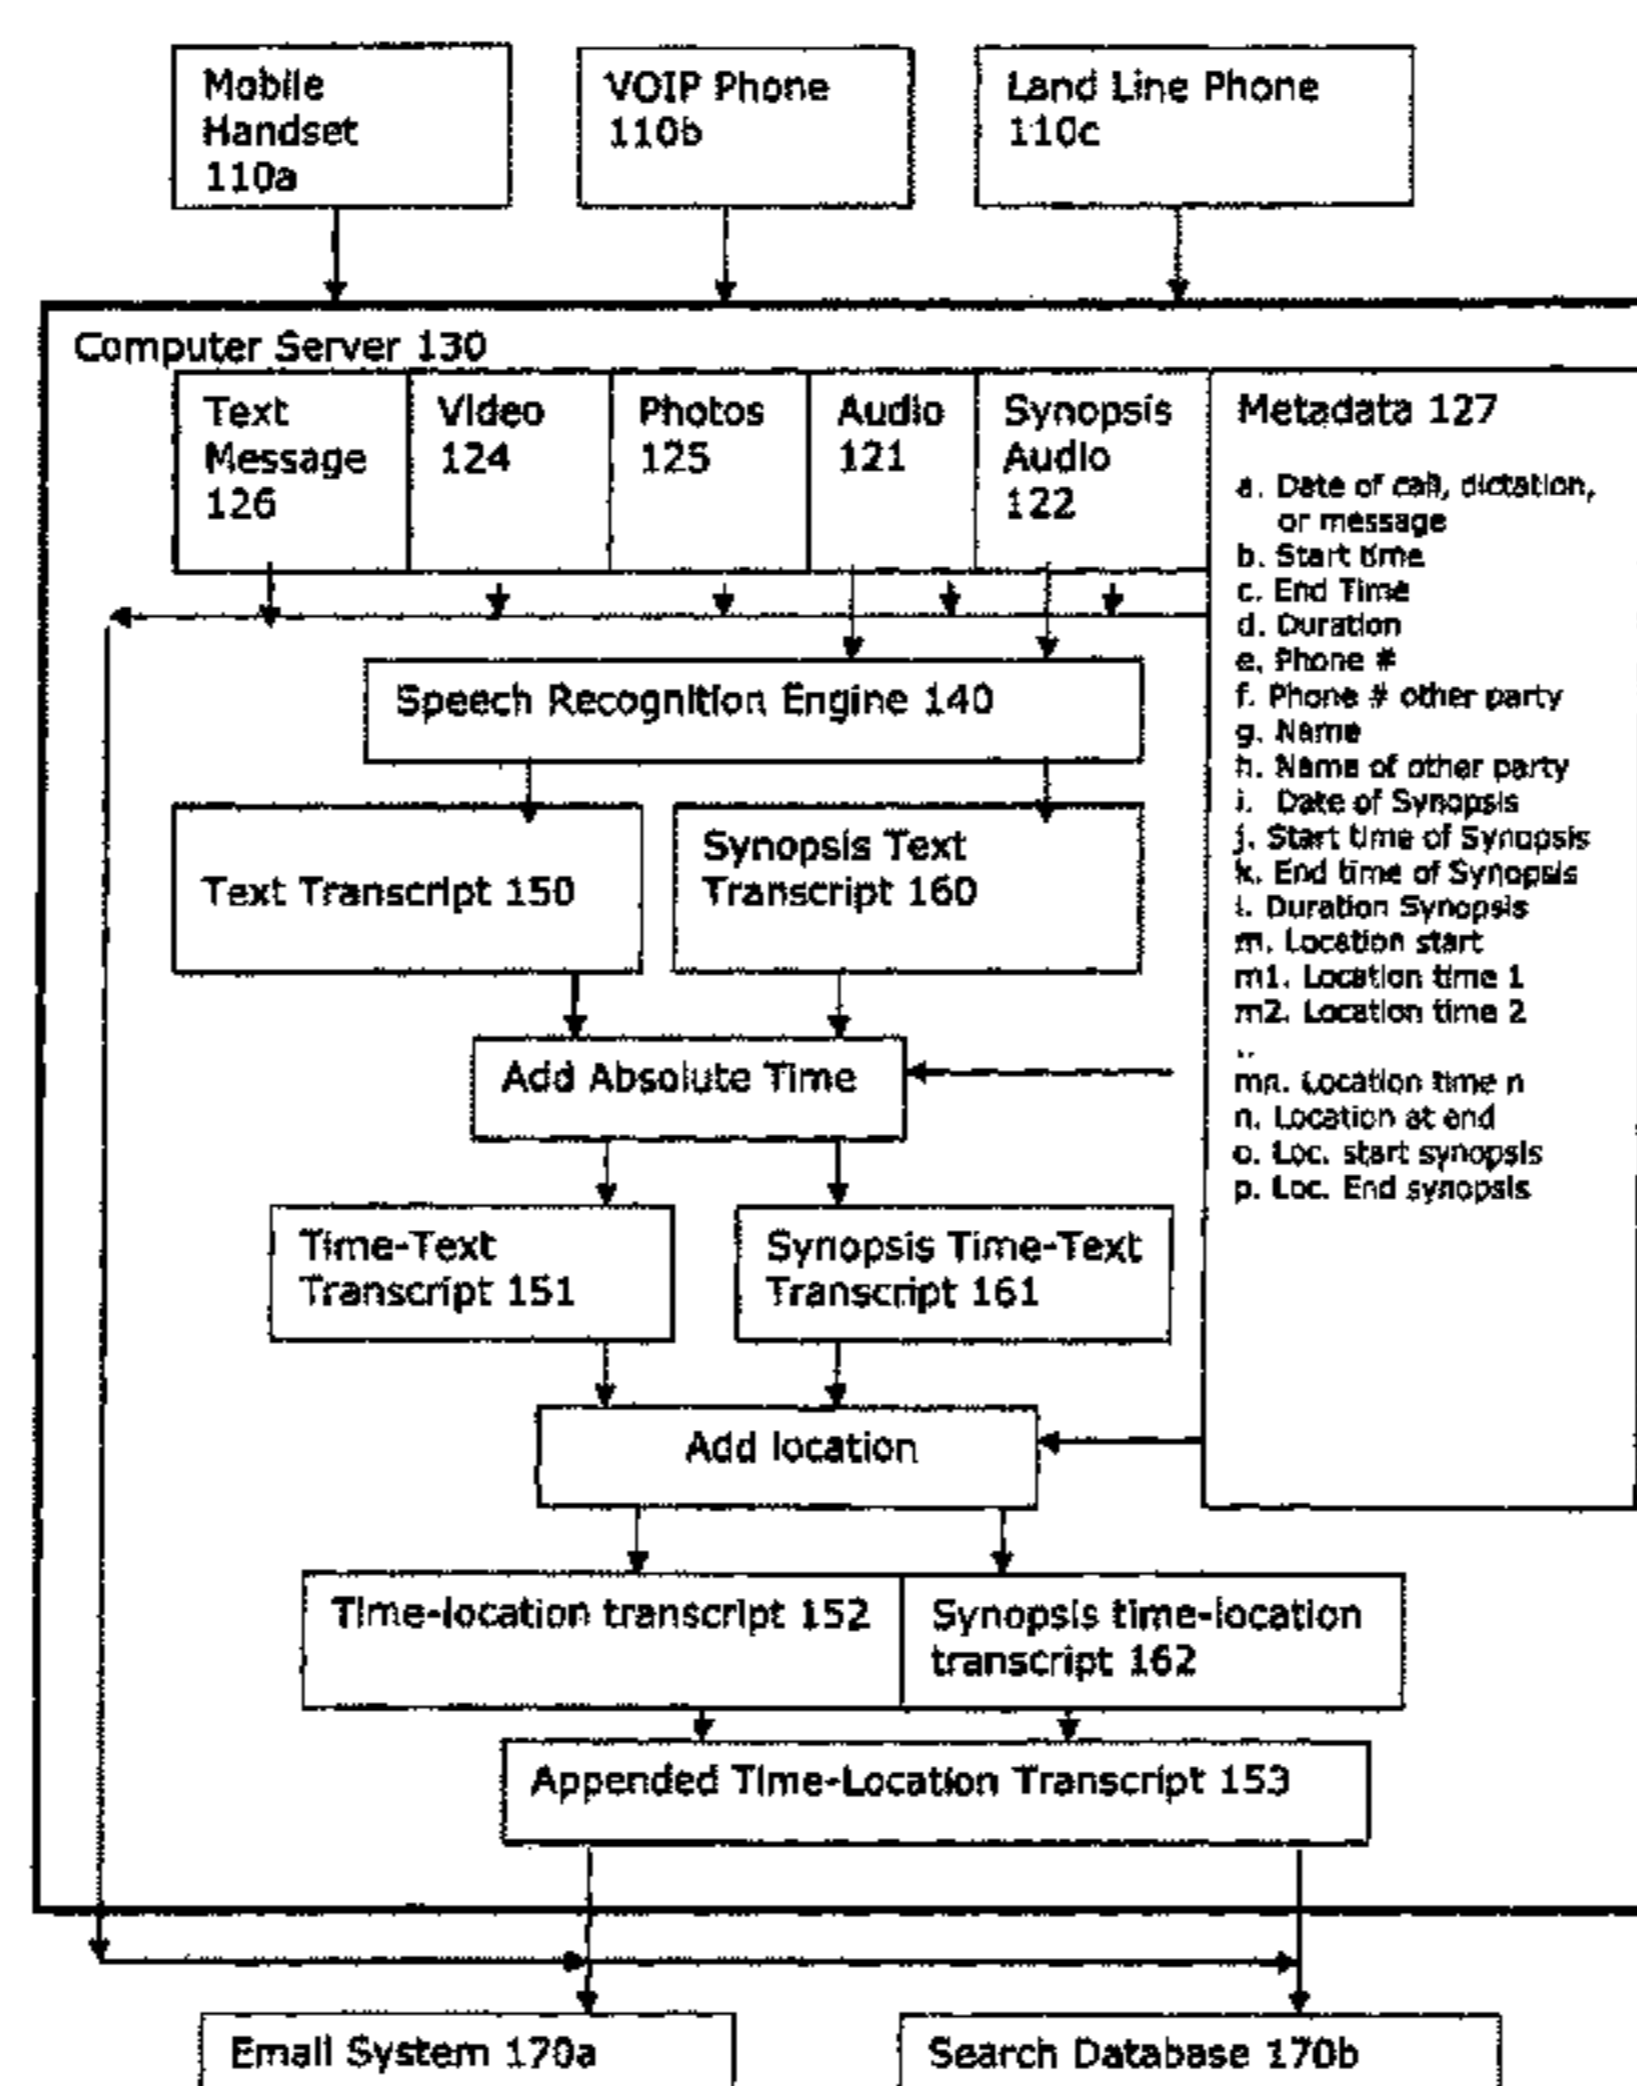 Mobile
Handset
110a
VOIP Phone
110b
Land Line Phone
110c
Computer Server 130
Text
Message
126
Video
124
Photos
125
Audio
121
Synopsis
Audio
122
Metadata 127
a. Date of call, dictation,
or message
b. Start time
c. End Time
d. Duration
e. Phone #
f. Phone # other party
g. Name
h. Name of other party
i. Date of Synopsis
j. Start time of Synopsis
k. End time of Synopsis
l. Duration Synopsis
m. Location start
m1. Location time 1
m2. Location time 2
..
mn. Location time n
n. Location at end
o. Loc. start synopsis
p. Loc. End synopsis
Speech Recognition Engine 140
Text Transcript 150
Synopsis Text
Transcript 160
Add Absolute Time
Time-Text
Transcript 151
Synopsis Time-Text
Transcript 161
Add location
Time-location transcript 152
Synopsis time-location
transcript 162
Appended Time-Location Transcript 153
Email System 170a
Search Database 170b